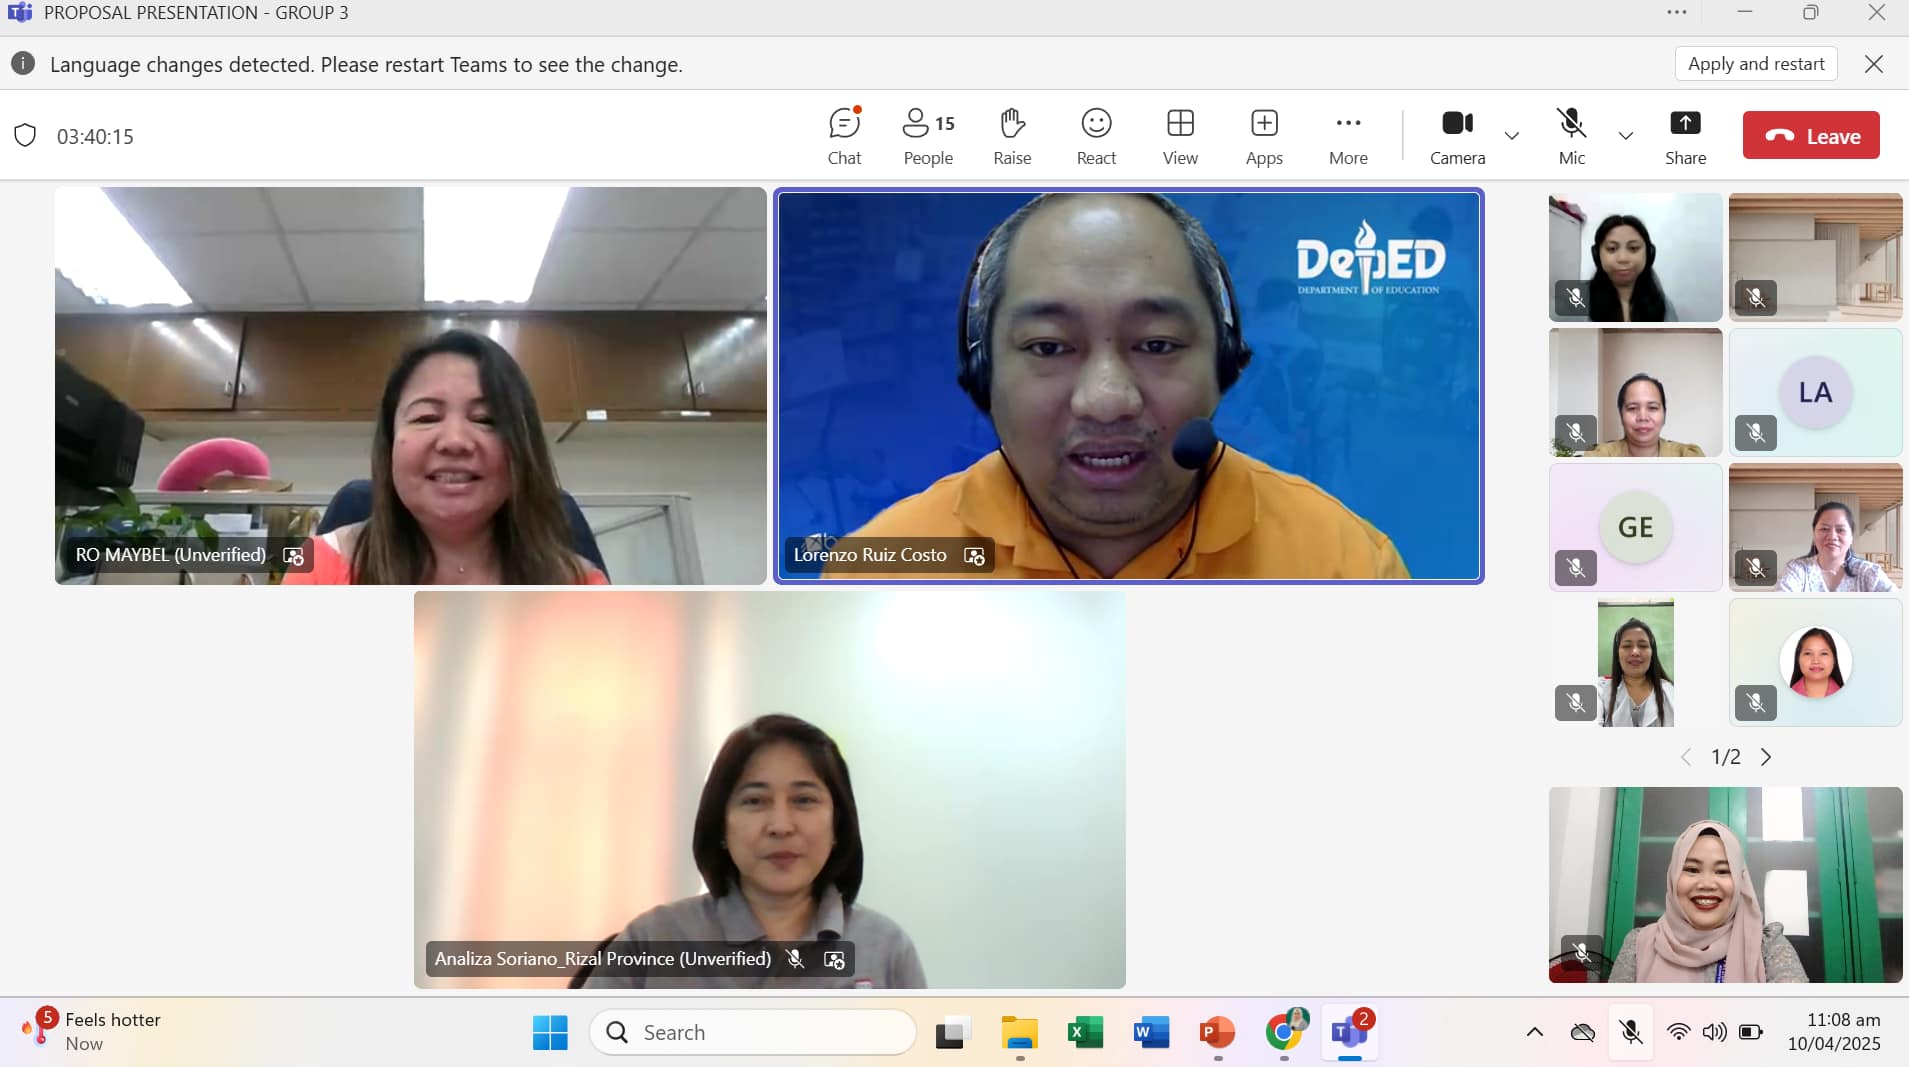 PROPOSAL PRESENTATION - GROUP 3
Language changes detected. Please restart Teams to see the change.
Apply and restart
03:40:15
Chat
People
15
Raise
React
View
Apps
More
Camera
Mic
Share
Leave
DepED
DEPARTMENT OF EDUCATION
RO MAYBEL (Unverified)
Lorenzo Ruiz Costo
Analiza Soriano_Rizal Province (Unverified)
LA
GE
1/2
5
Feels hotter
Now
Search
2
11:08 am
10/04/2025